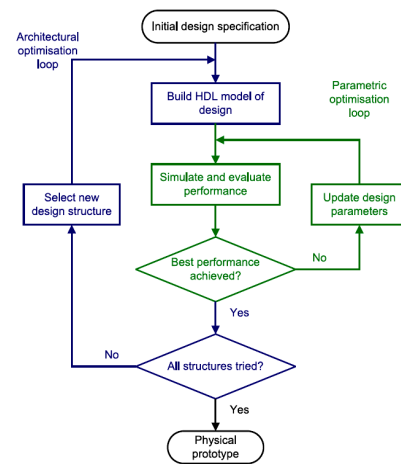 Initial design specification
Architectural
optimisation
loop
Build HDL model of
design
Parametric
optimisation
loop
Simulate and evaluate
performance
Select new
design structure
Update design
parameters
Best performance
achieved?
No
Yes
No
All structures tried?
Yes
Physical
prototype